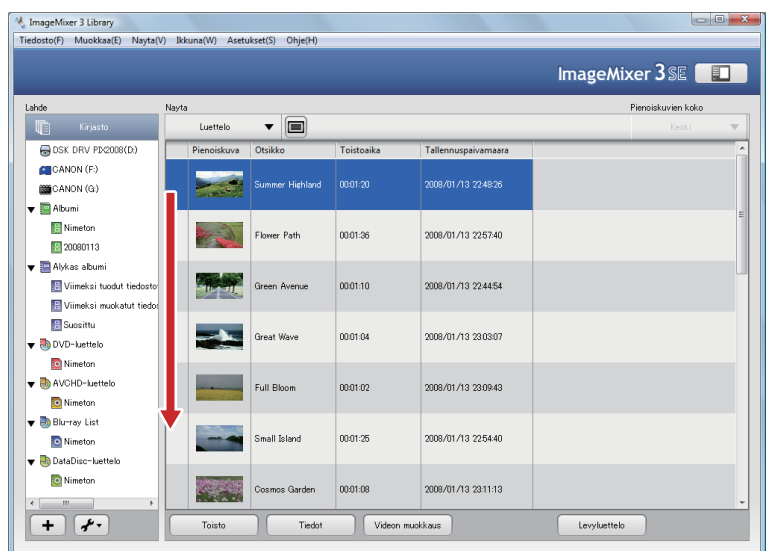 ImageMixer 3 Library
Tiedosto(F) Muokkaa(E) Nayta(V) Ikkuna(W) Asetukset(S) Ohje(H)
ImageMixer 3 SE
Lahde
Nayta
Pienoiskuvien koko
Kirjasto
Luettelo
Keski
DSK DRV PD(2008(D:)
CANON (F:)
CANON (G:)
Albumi
Nimeton
20080113
Alykas albumi
Viimeksi tuodut tiedosto
Viimeksi muokatut tiedo
Suosittu
DVD-luettelo
Nimeton
AVCHD-luettelo
Nimeton
Blu-ray List
Nimeton
DataDisc-luettelo
Nimeton
Pienoiskuva Otsikko Toistoaika Tallennuspaivamaara
Summer Highland 00:01:20 2008/01/13 22:48:26
Flower Path 00:01:36 2008/01/13 22:57:40
Green Avenue 00:01:10 2008/01/13 22:44:54
Great Wave 00:01:04 2008/01/13 23:03:07
Full Bloom 00:01:02 2008/01/13 23:09:43
Small Island 00:01:25 2008/01/13 22:54:40
Cosmos Garden 00:01:08 2008/01/13 23:11:13
Toisto
Tiedot
Videon muokkaus
Levyluettelo